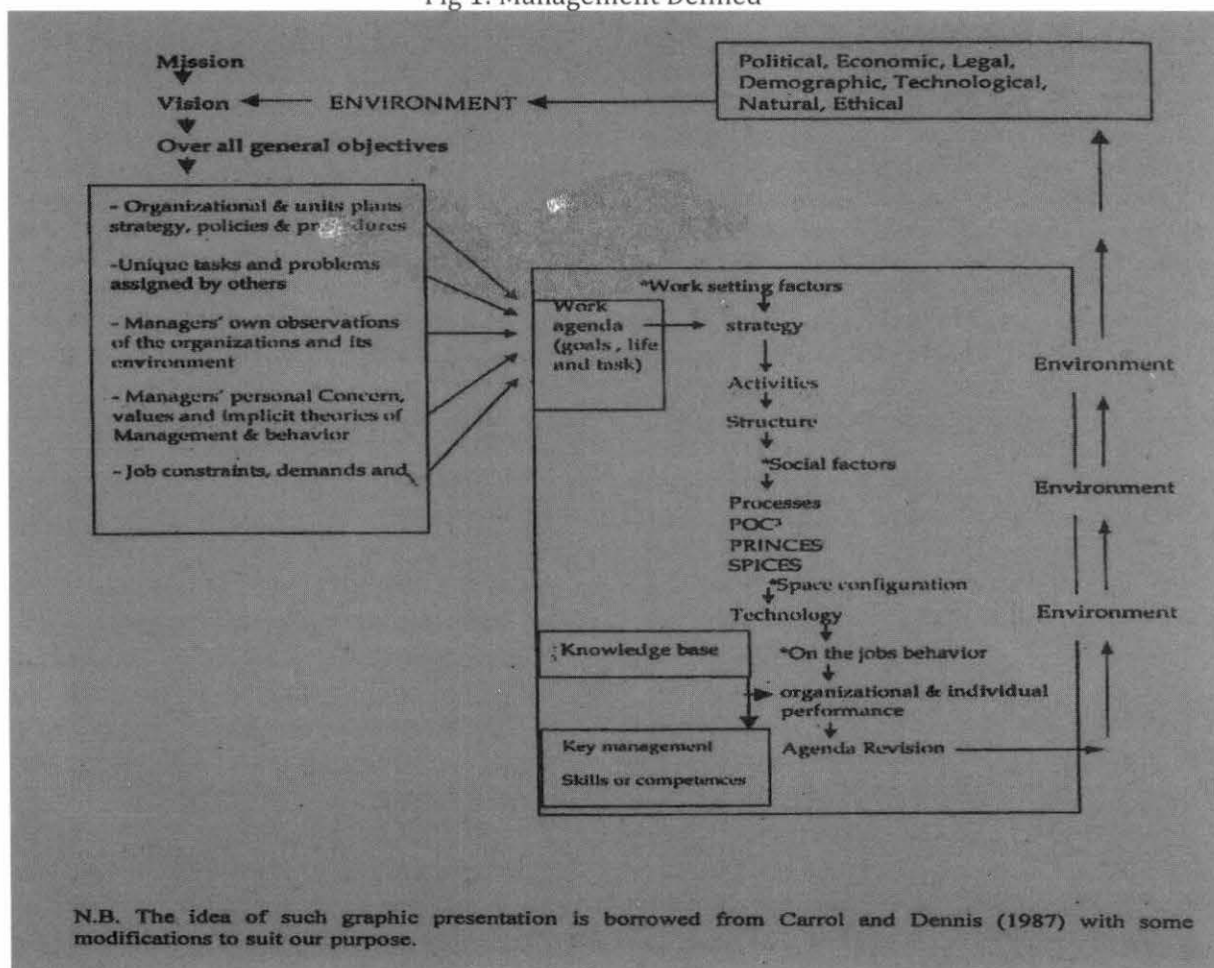 Fig 1: Management Defined
Mission
Vision
ENVIRONMENT
Political, Economic, Legal,
Demographic, Technological,
Natural, Ethical
Over all general objectives
- Organizational & units plans
strategy, policies &
-Unique tasks and problems
assigned by others
- Managers' own observations
of the organizations and its
environment
- Managers' personal Concern,
values and implicit theories of
Management & behavior
- Job constraints, demands and
*Work setting factors
Work
agenda
(goals , life
and task)
strategy
Activities
Structure
*Social factors
Processes
POC³
PRINCES
SPICES
*Space configuration
Technology
Knowledge base
*On the jobs behavior
organizational & individual
performance
Key management
Skills or competences
Agenda Revision
Environment
Environment
Environment
N.B. The idea of such graphic presentation is borrowed from Carrol and Dennis (1987) with some
modifications to suit our purpose.